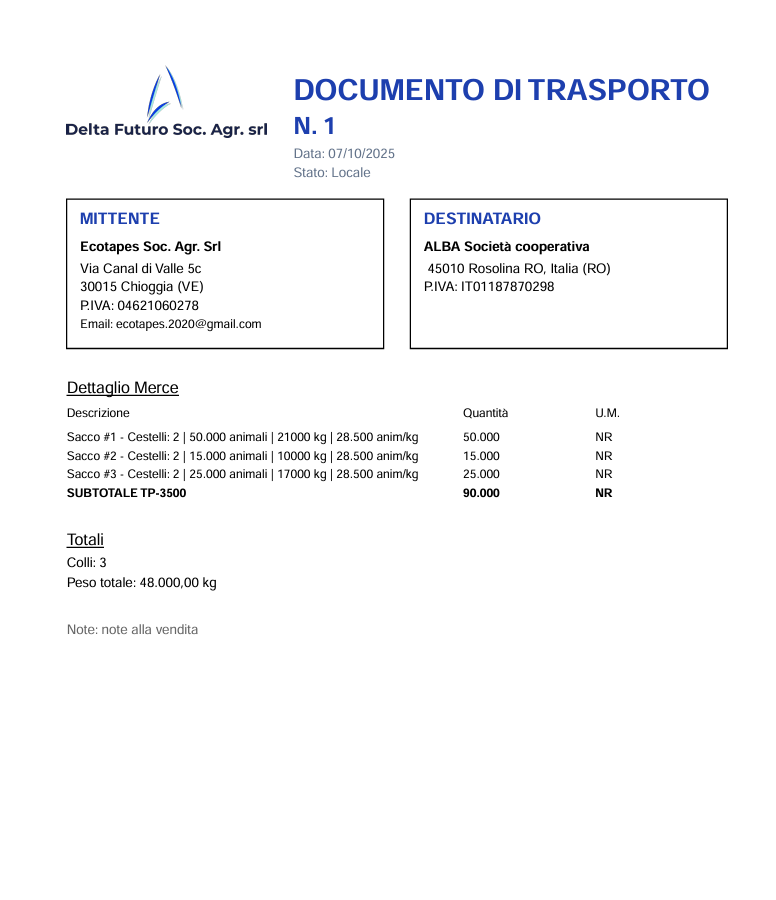 Delta Futuro Soc. Agr. srl
DOCUMENTO DI TRASPORTO
N. 1
Data: 07/10/2025
Stato: Locale
MITTENTE
Ecotapes Soc. Agr. Srl
Via Canal di Valle 5c
30015 Chioggia (VE)
P.IVA: 04621060278
Email: ecotapes.2020@gmail.com
DESTINATARIO
ALBA Società cooperativa
45010 Rosolina RO, Italia (RO)
P.IVA: IT01187870298
Dettaglio Merce
Descrizione Quantità U.M.
Sacco #1 - Cestelli: 2 | 50.000 animali | 21000 kg | 28.500 anim/kg 50.000 NR
Sacco #2 - Cestelli: 2 | 15.000 animali | 10000 kg | 28.500 anim/kg 15.000 NR
Sacco #3 - Cestelli: 2 | 25.000 animali | 17000 kg | 28.500 anim/kg 25.000 NR
SUBTOTALE TP-3500 90.000 NR
Totali
Colli: 3
Peso totale: 48.000,00 kg
Note: note alla vendita